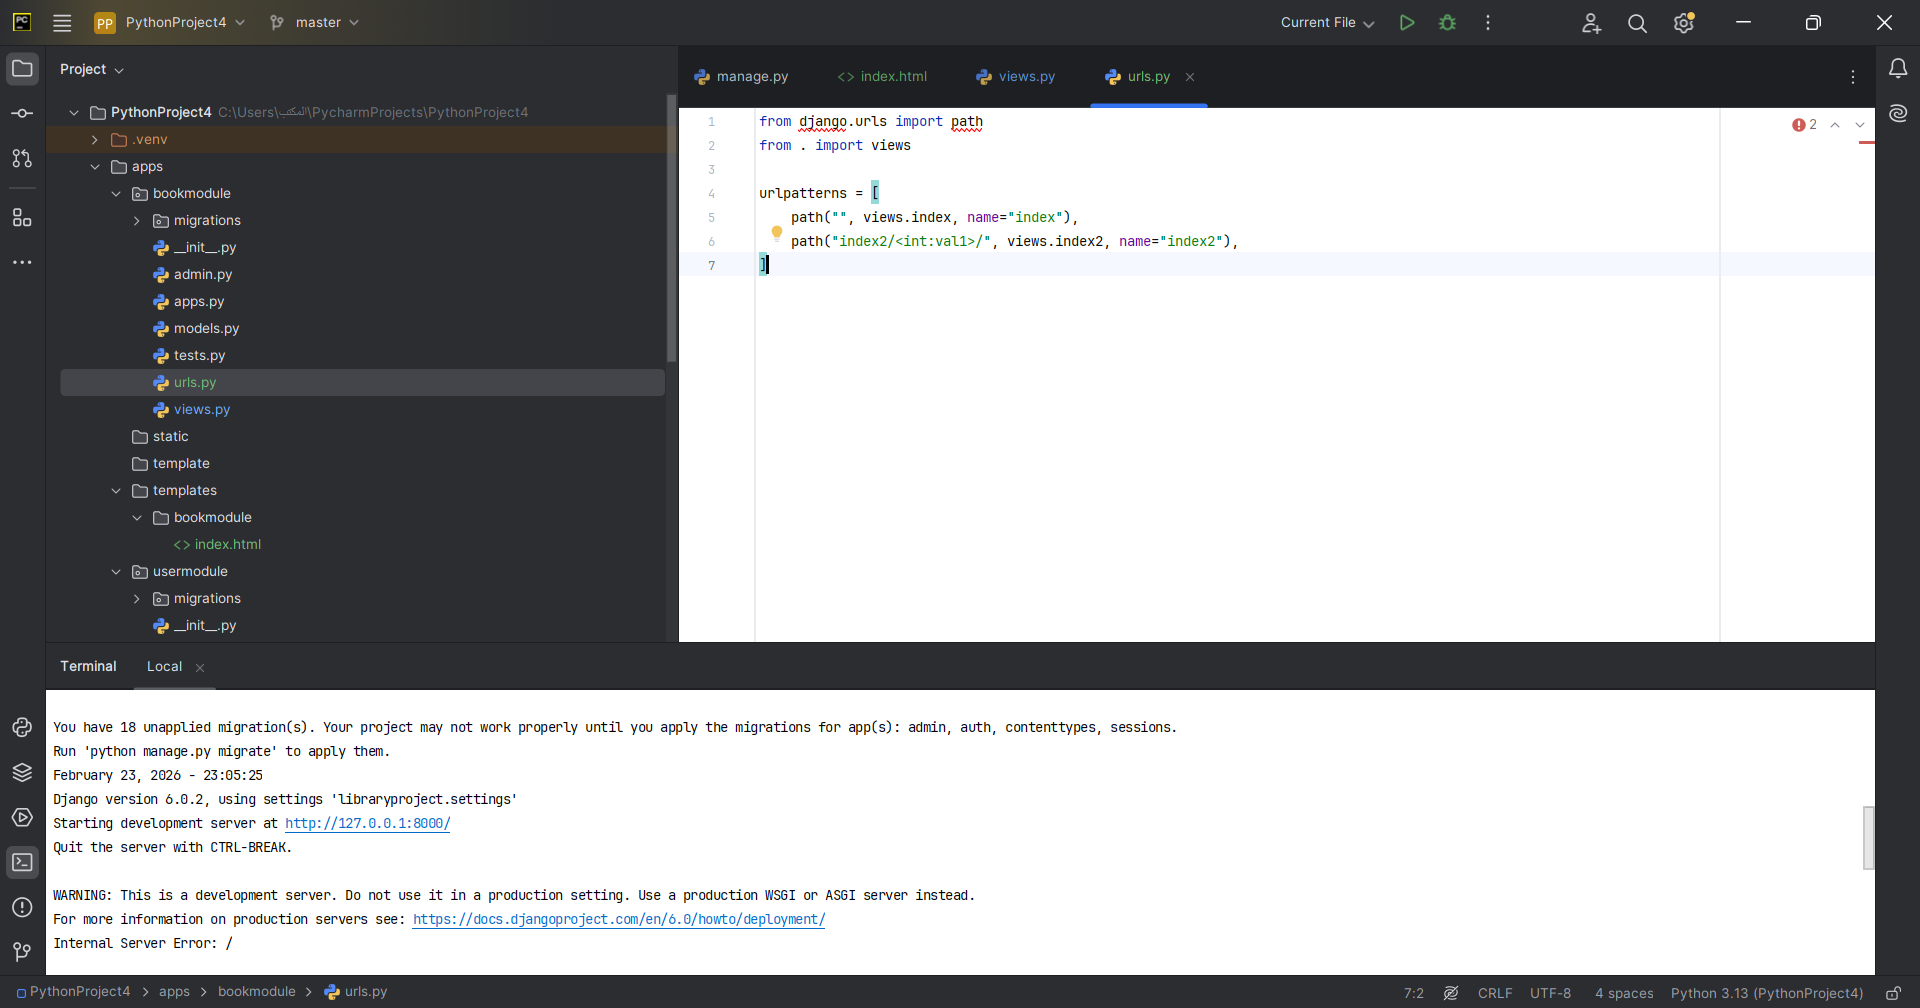 PC
PP PythonProject4 master Current File
Project
PythonProject4 C:\Users\المكتب\PycharmProjects\PythonProject4
.venv
apps
bookmodule
migrations
__init__.py
admin.py
apps.py
models.py
tests.py
urls.py
views.py
static
template
templates
bookmodule
<> index.html
usermodule
migrations
__init__.py
manage.py <> index.html views.py urls.py
1 from django.urls import path
2 from . import views
3
4 urlpatterns = [
5 path("", views.index, name="index"),
6 path("index2/<int:val1>/", views.index2, name="index2"),
7 ]
2
Terminal Local
You have 18 unapplied migration(s). Your project may not work properly until you apply the migrations for app(s): admin, auth, contenttypes, sessions.
Run 'python manage.py migrate' to apply them.
February 23, 2026 - 23:05:25
Django version 6.0.2, using settings 'libraryproject.settings'
Starting development server at http://127.0.0.1:8000/
Quit the server with CTRL-BREAK.
WARNING: This is a development server. Do not use it in a production setting. Use a production WSGI or ASGI server instead.
For more information on production servers see: https://docs.djangoproject.com/en/6.0/howto/deployment/
Internal Server Error: /
PythonProject4 > apps > bookmodule > urls.py 7:2 CRLF UTF-8 4 spaces Python 3.13 (PythonProject4)